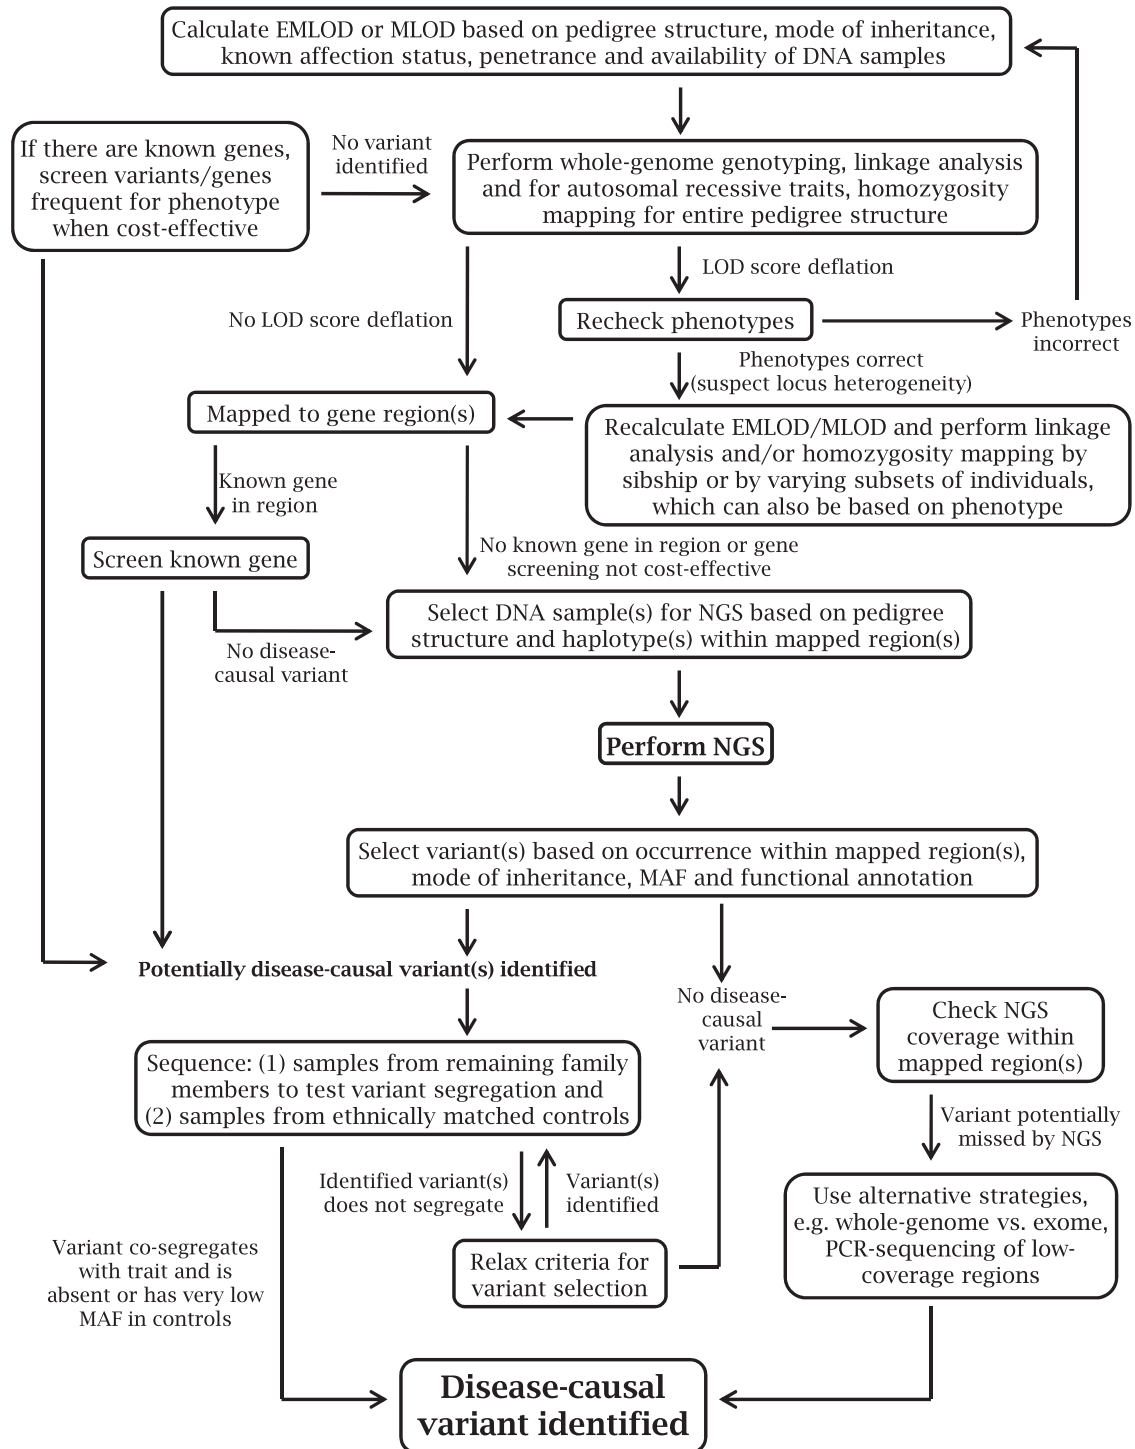 Calculate EMLOD or MLOD based on pedigree structure, mode of inheritance,
known affection status, penetrance and availability of DNA samples
If there are known genes,
screen variants/genes
frequent for phenotype
when cost-effective
No variant
identified
Perform whole-genome genotyping, linkage analysis
and for autosomal recessive traits, homozygosity
mapping for entire pedigree structure
LOD score deflation
No LOD score deflation
Recheck phenotypes
Phenotypes
incorrect
Phenotypes correct
(suspect locus heterogeneity)
Mapped to gene region(s)
Recalculate EMLOD/MLOD and perform linkage
analysis and/or homozygosity mapping by
sibship or by varying subsets of individuals,
which can also be based on phenotype
Known gene
in region
Screen known gene
No known gene in region or gene
screening not cost-effective
Select DNA sample(s) for NGS based on pedigree
structure and haplotype(s) within mapped region(s)
No disease-
causal variant
Perform NGS
Select variant(s) based on occurrence within mapped region(s),
mode of inheritance, MAF and functional annotation
Potentially disease-causal variant(s) identified
No disease-
causal
variant
Check NGS
coverage within
mapped region(s)
Sequence: (1) samples from remaining family
members to test variant segregation and
(2) samples from ethnically matched controls
Variant potentially
missed by NGS
Identified variant(s)
does not segregate
Variant(s)
identified
Use alternative strategies,
e.g. whole-genome vs. exome,
PCR-sequencing of low-
coverage regions
Relax criteria for
variant selection
Variant co-segregates
with trait and is
absent or has very low
MAF in controls
Disease-causal
variant identified